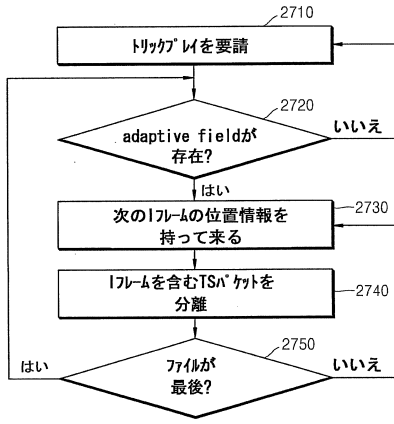 2710
トリックプレイを要請
2720
adaptive fieldが
存在?
いいえ
はい
2730
次のIフレームの位置情報を
持って来る
2740
Iフレームを含むTSパケットを
分離
2750
ファイルが
最後?
はい
いいえ